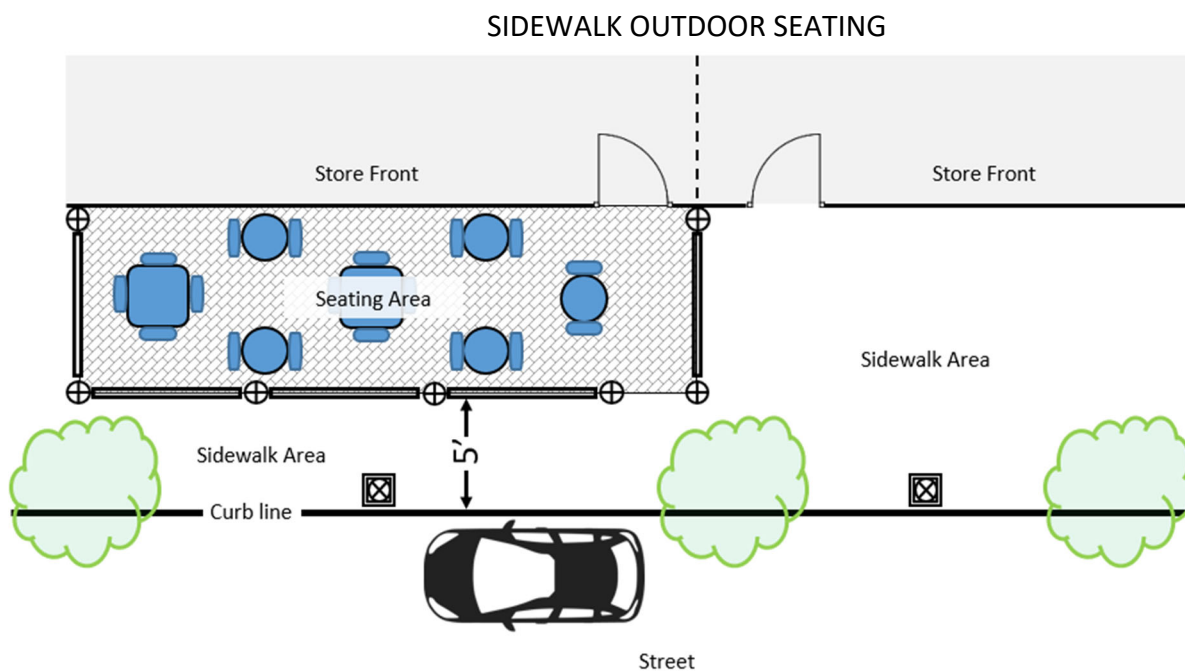 SIDEWALK OUTDOOR SEATING
Store Front
Store Front
Seating Area
Sidewalk Area
Sidewalk Area
5'
Curb line
Street